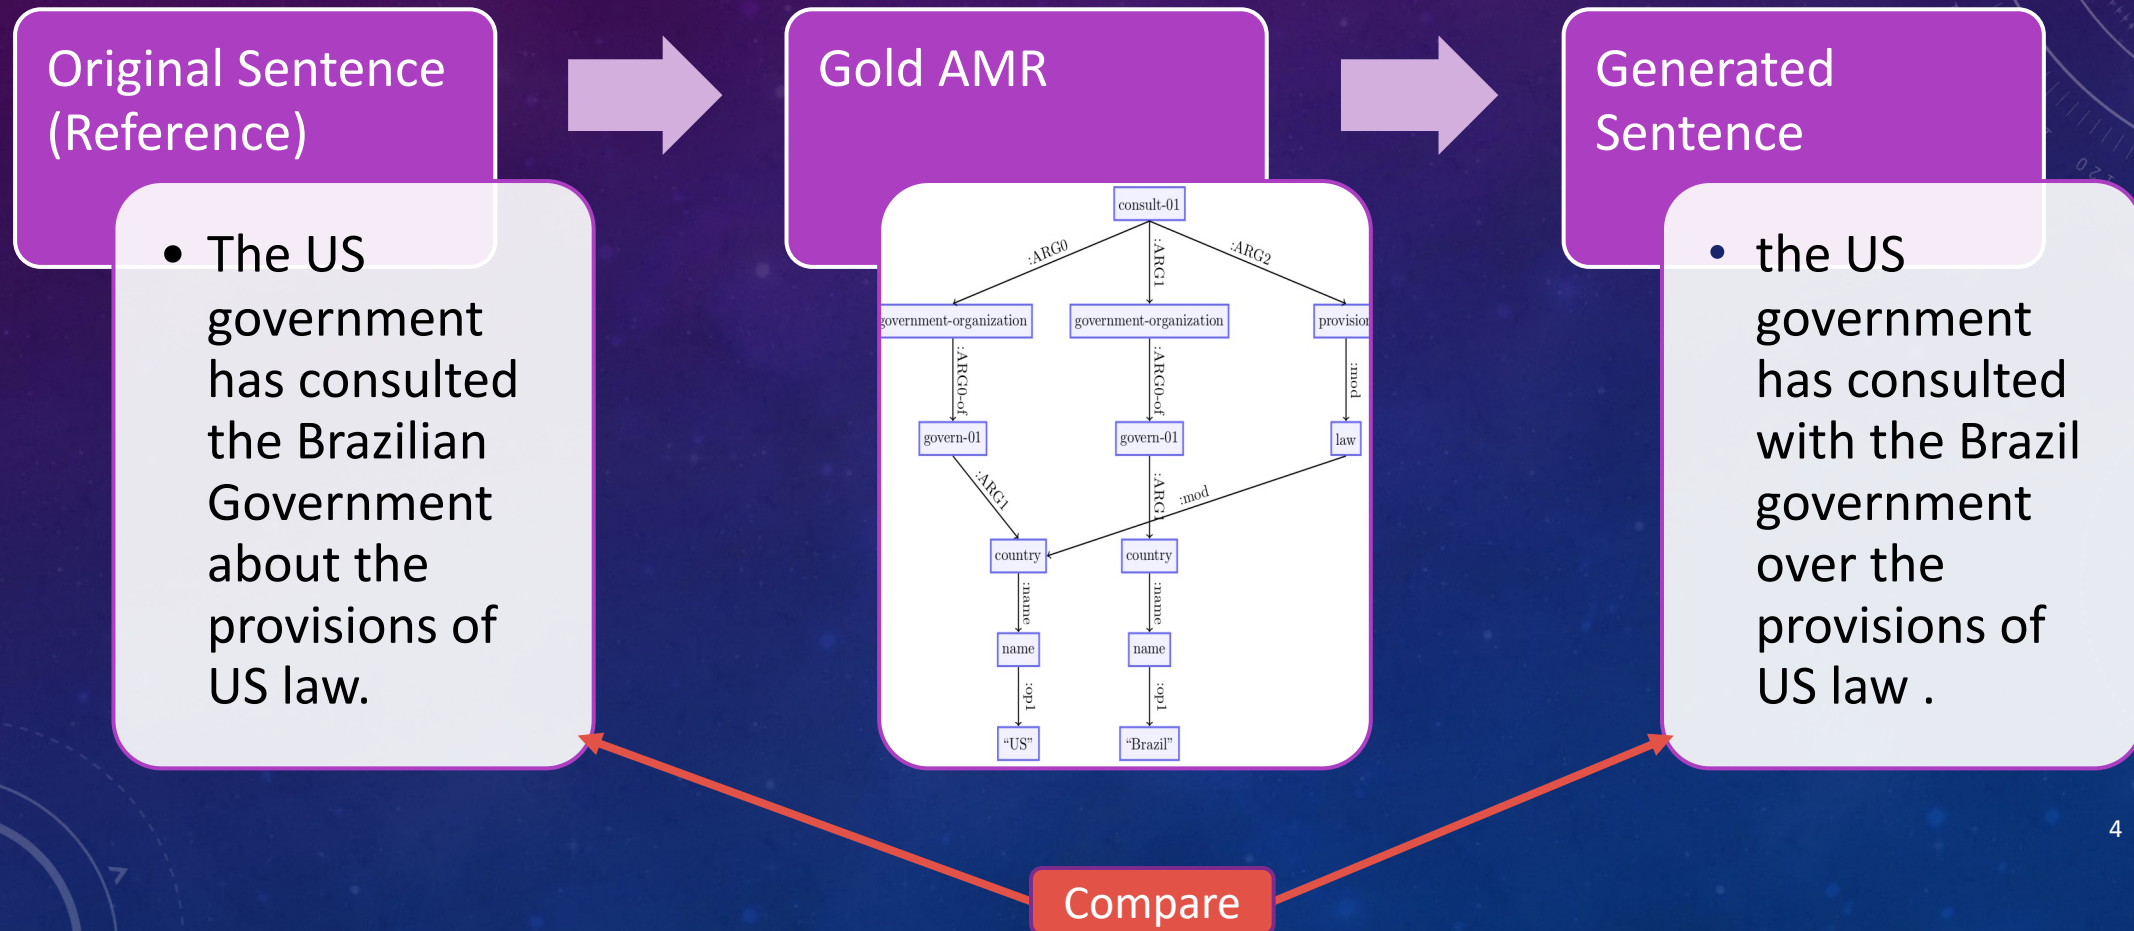 Original Sentence
(Reference)
• The US
government
has consulted
the Brazilian
Government
about the
provisions of
US law.
Gold AMR
consult-01
:ARG0
:ARG1
:ARG2
government-organization
government-organization
provision
:ARG0-of
:ARG0-of
:mod
govern-01
govern-01
law
:ARG1
:ARG1
:mod
country
country
:name
:name
name
name
:op1
:op1
“US”
“Brazil”
Generated
Sentence
• the US
government
has consulted
with the Brazil
government
over the
provisions of
US law .
Compare
4
120